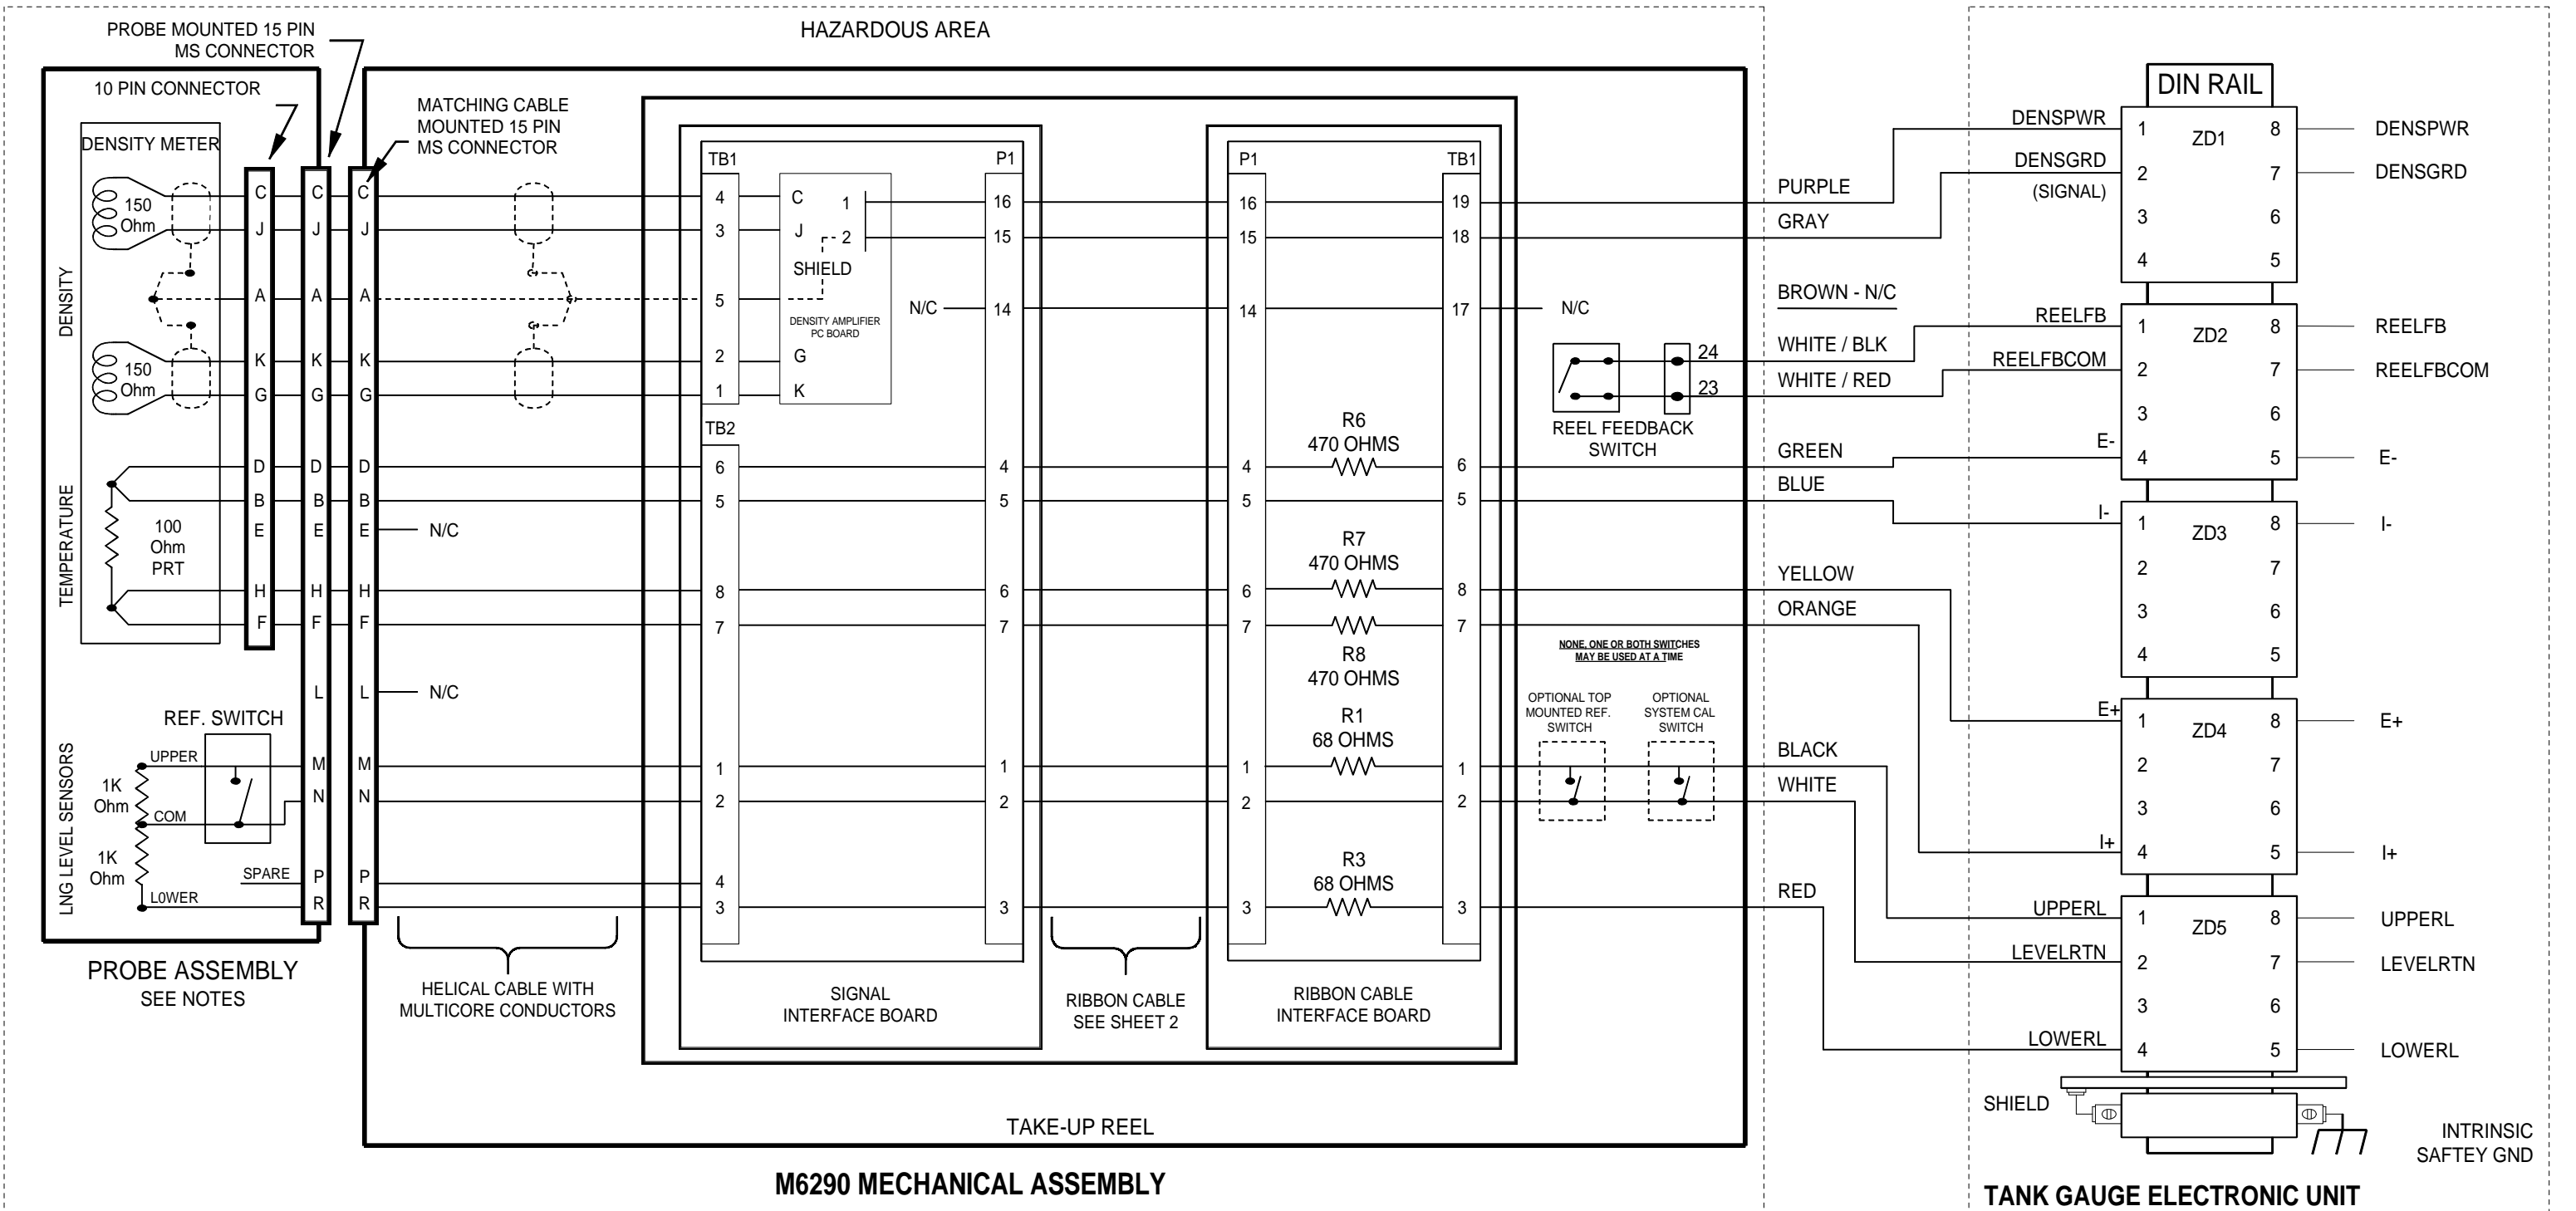 HAZARDOUS AREA
PROBE MOUNTED 15 PIN
MS CONNECTOR
10 PIN CONNECTOR
MATCHING CABLE
MOUNTED 15 PIN
MS CONNECTOR
DENSITY METER
DENSITY
150
Ohm
150
Ohm
TEMPERATURE
100
Ohm
PRT
LNG LEVEL SENSORS
REF. SWITCH
UPPER
1K
Ohm
COM
1K
Ohm
SPARE
L0WER
C C C
J J J
A A A
K K K
G G G
D D D
B B B
E E E N/C
H H H
F F F
L L N/C
M M
N N
P P
R R
PROBE ASSEMBLY
SEE NOTES
HELICAL CABLE WITH
MULTICORE CONDUCTORS
TB1
4
3
5
2
1
C 1
J 2
SHIELD
DENSITY AMPLIFIER
PC BOARD
G
K
TB2
6
5
8
7
1
2
4
3
P1
16
15
N/C 14
4
5
6
7
1
2
3
SIGNAL
INTERFACE BOARD
RIBBON CABLE
SEE SHEET 2
P1
16
15
14
4
5
6
7
1
2
3
R6
470 OHMS
R7
470 OHMS
R8
470 OHMS
R1
68 OHMS
R3
68 OHMS
TB1
19
18
17 N/C
6
5
8
7
1
2
3
RIBBON CABLE
INTERFACE BOARD
24
23
REEL FEEDBACK
SWITCH
NONE, ONE OR BOTH SWITCHES
MAY BE USED AT A TIME
OPTIONAL TOP
MOUNTED REF.
SWITCH
OPTIONAL
SYSTEM CAL
SWITCH
TAKE-UP REEL
M6290 MECHANICAL ASSEMBLY
PURPLE
GRAY
BROWN - N/C
WHITE / BLK
WHITE / RED
GREEN
BLUE
YELLOW
ORANGE
BLACK
WHITE
RED
DIN RAIL
DENSPWR 1 ZD1 8 DENSPWR
DENSGRD 2 7 DENSGRD
(SIGNAL)
3 6
4 5
REELFB 1 ZD2 8 REELFB
REELFBCOM 2 7 REELFBCOM
3 6
E- 4 5 E-
I- 1 ZD3 8 I-
2 7
3 6
4 5
E+ 1 ZD4 8 E+
2 7
3 6
I+ 4 5 I+
UPPERL 1 ZD5 8 UPPERL
LEVELRTN 2 7 LEVELRTN
3 6
LOWERL 4 5 LOWERL
SHIELD
INTRINSIC
SAFTEY GND
TANK GAUGE ELECTRONIC UNIT